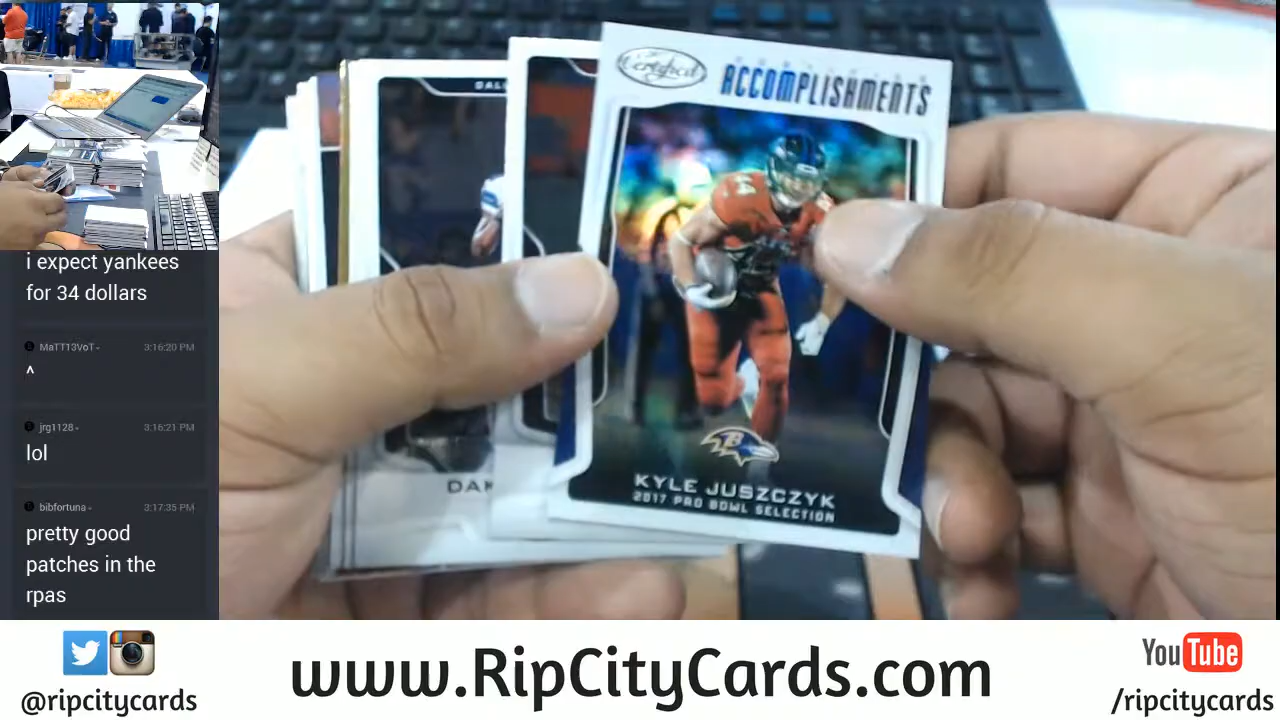 i expect yankees
for 34 dollars
MaTT13VoT
3:16:20 PM
^
jrg1128
3:16:21 PM
lol
bibfortuna
3:17:35 PM
pretty good
patches in the
rpas
Certified
ACCOMPLISHMENTS
44
B
KYLE JUSZCZYK
2017 PRO BOWL SELECTION
DAK
@ripcitycards
www.RipCityCards.com
YouTube
/ripcitycards